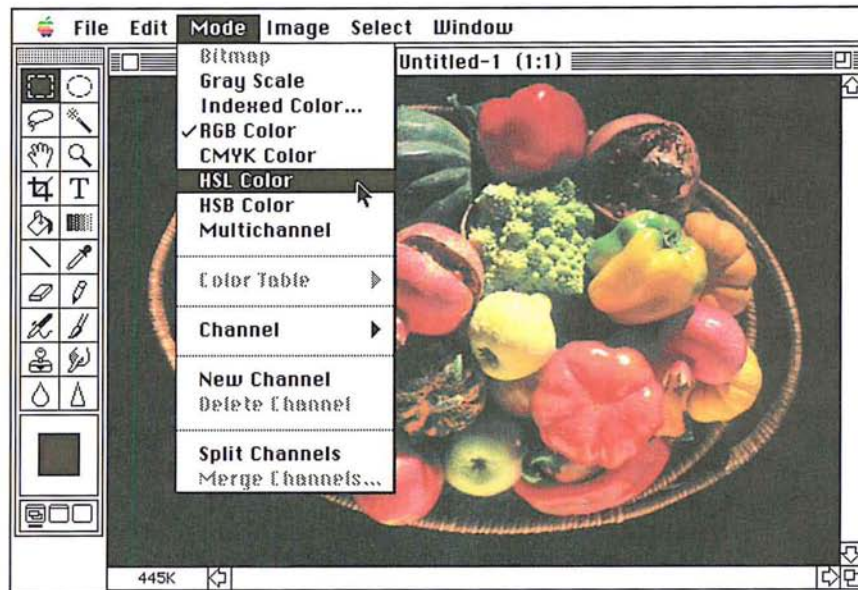 File Edit Mode Image Select Window
Untitled-1 (1:1)
Bitmap
Gray Scale
Indexed Color...
✓RGB Color
CMYK Color
HSL Color
HSB Color
Multichannel
Color Table
Channel
New Channel
Delete Channel
Split Channels
Merge Channels...
T
445K